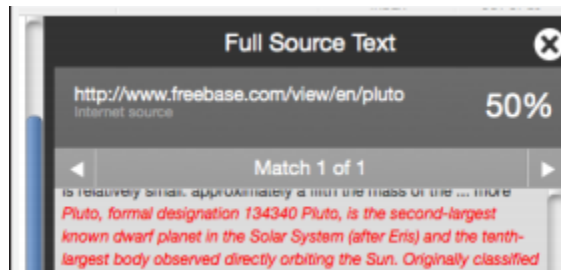 Full Source Text
http://www.freebase.com/view/en/pluto
Internet source
50%
Match 1 of 1
is relatively small. approximately a fifth the mass of the ... more
Pluto, formal designation 134340 Pluto, is the second-largest
known dwarf planet in the Solar System (after Eris) and the tenth-
largest body observed directly orbiting the Sun. Originally classified